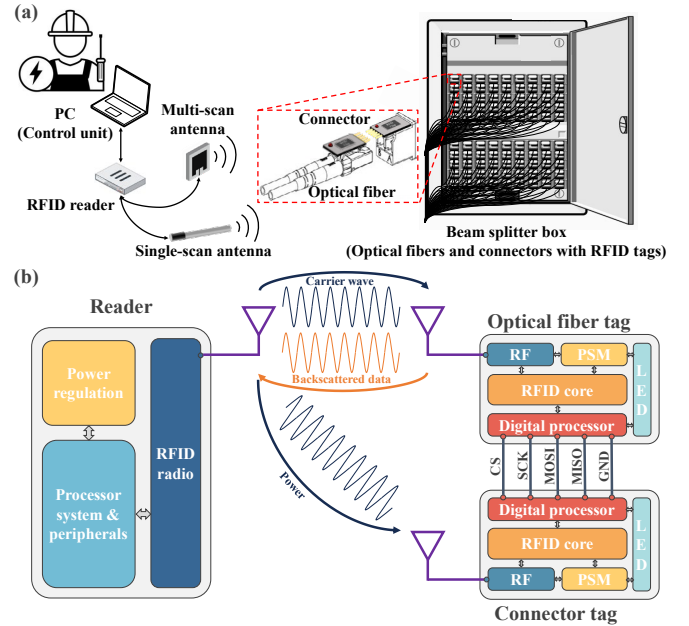 (a)
PC
(Control unit)
Multi-scan
antenna
RFID reader
Single-scan antenna
Connector
Optical fiber
Beam splitter box
(Optical fibers and connectors with RFID tags)
(b)
Reader
Power
regulation
Processor
system &
peripherals
RFID
radio
Carrier wave
Backscattered data
Power
Optical fiber tag
RF
PSM
LED
RFID core
Digital processor
CS
SCK
MOSI
MISO
GND
Digital processor
RFID core
LED
RF
PSM
Connector tag